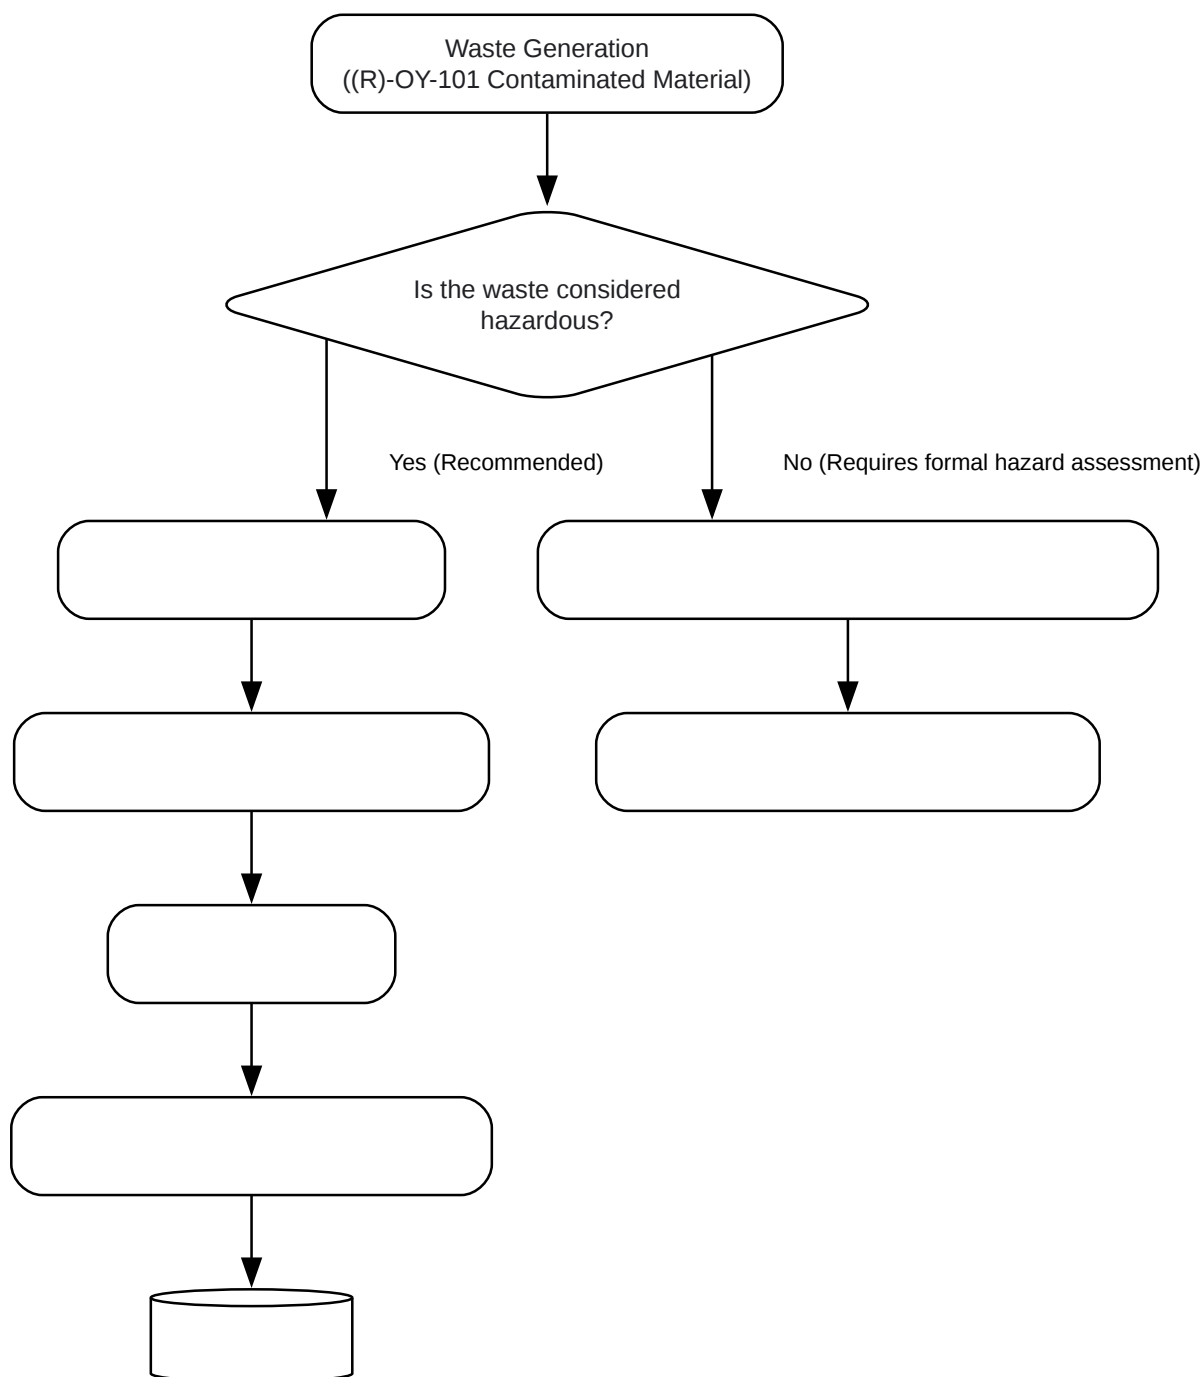 Waste Generation
((R)-OY-101 Contaminated Material)
Is the waste considered
hazardous?
Yes (Recommended)
No (Requires formal hazard assessment)